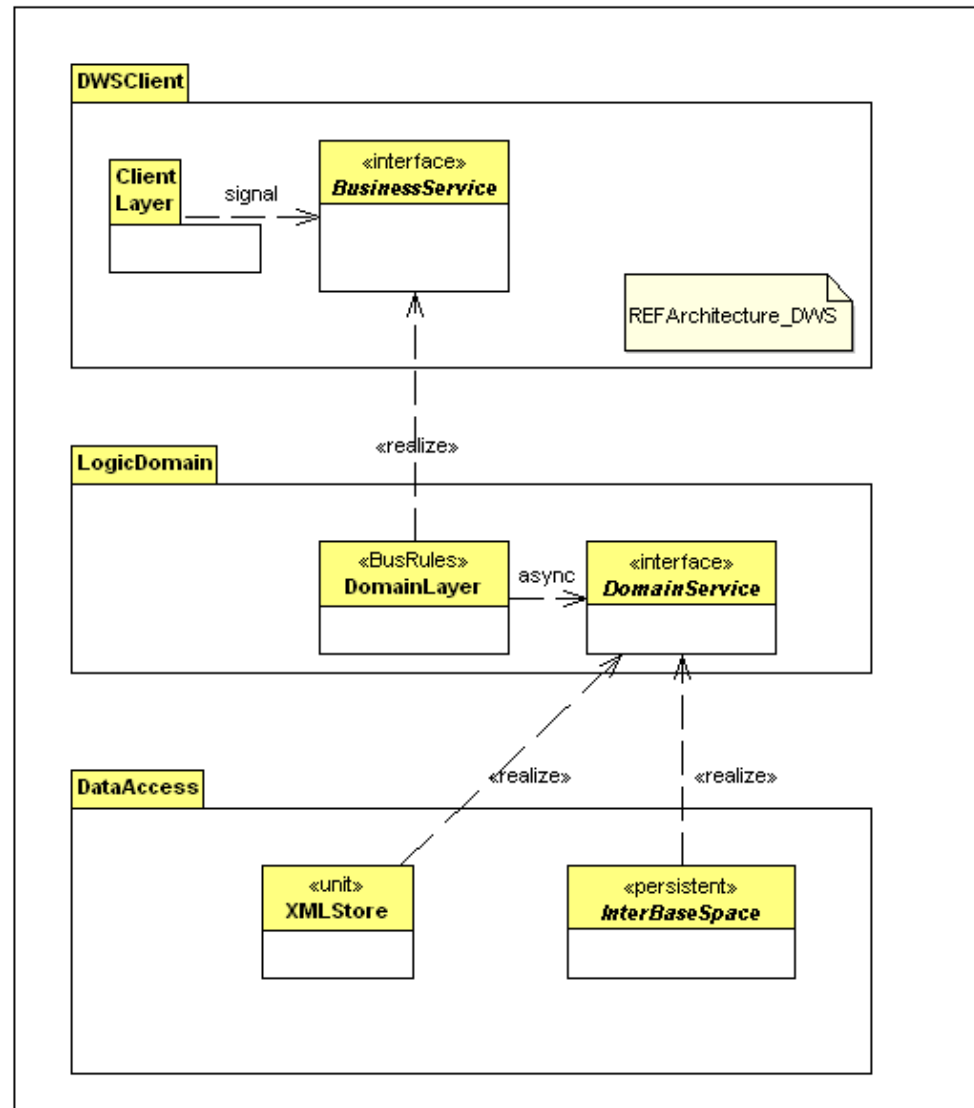 DWSClient
Client
Layer
signal
«interface»
BusinessService
REFArchitecture_DWS
«realize»
LogicDomain
«BusRules»
DomainLayer
async
«interface»
DomainService
«realize»
«realize»
DataAccess
«unit»
XMLStore
«persistent»
InterBaseSpace